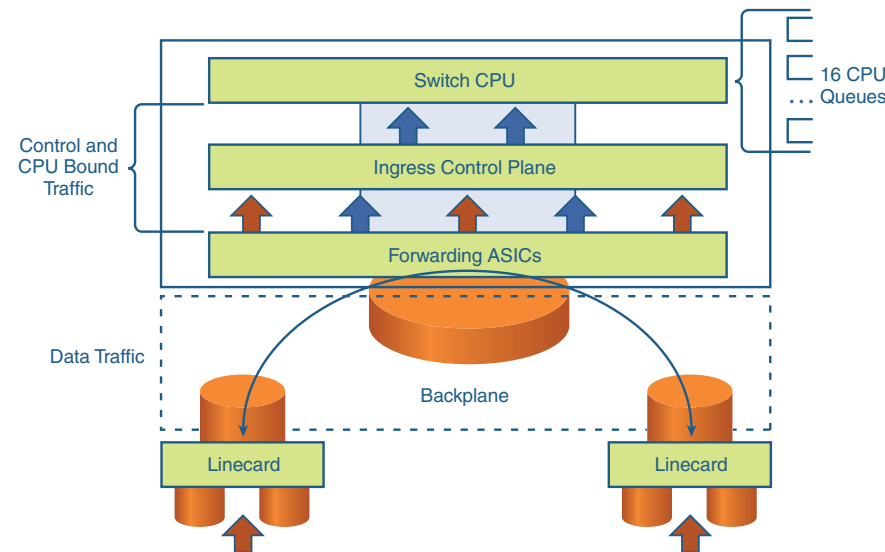 Switch CPU
16 CPU
... Queues
Control and
CPU Bound
Traffic
Ingress Control Plane
Forwarding ASICs
Data Traffic
Backplane
Linecard
Linecard